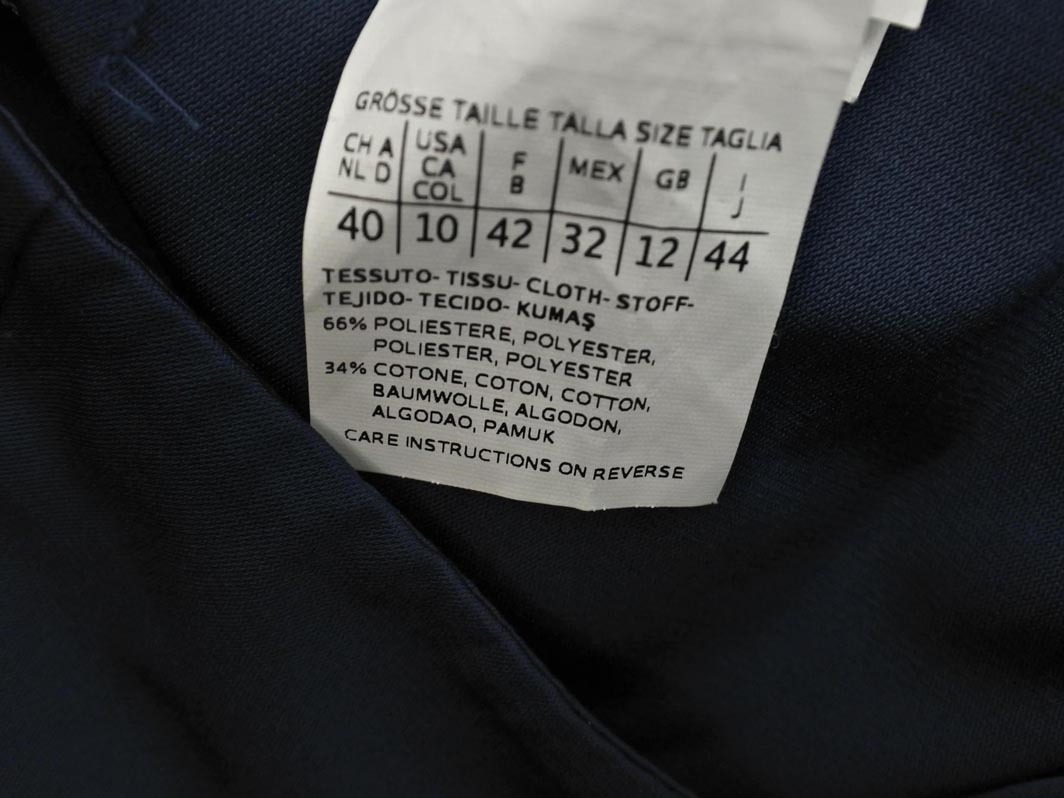 GRÖSSE TAILLE TALLA SIZE TAGLIA
CH A NL D USA CA COL F B MEX GB I J
40 10 42 32 12 44
TESSUTO- TISSU- CLOTH- STOFF-
TEJIDO- TECIDO- KUMAŞ
66% POLIESTERE, POLYESTER,
POLIESTER, POLYESTER
34% COTONE, COTON, COTTON,
BAUMWOLLE, ALGODON,
ALGODAO, PAMUK
CARE INSTRUCTIONS ON REVERSE